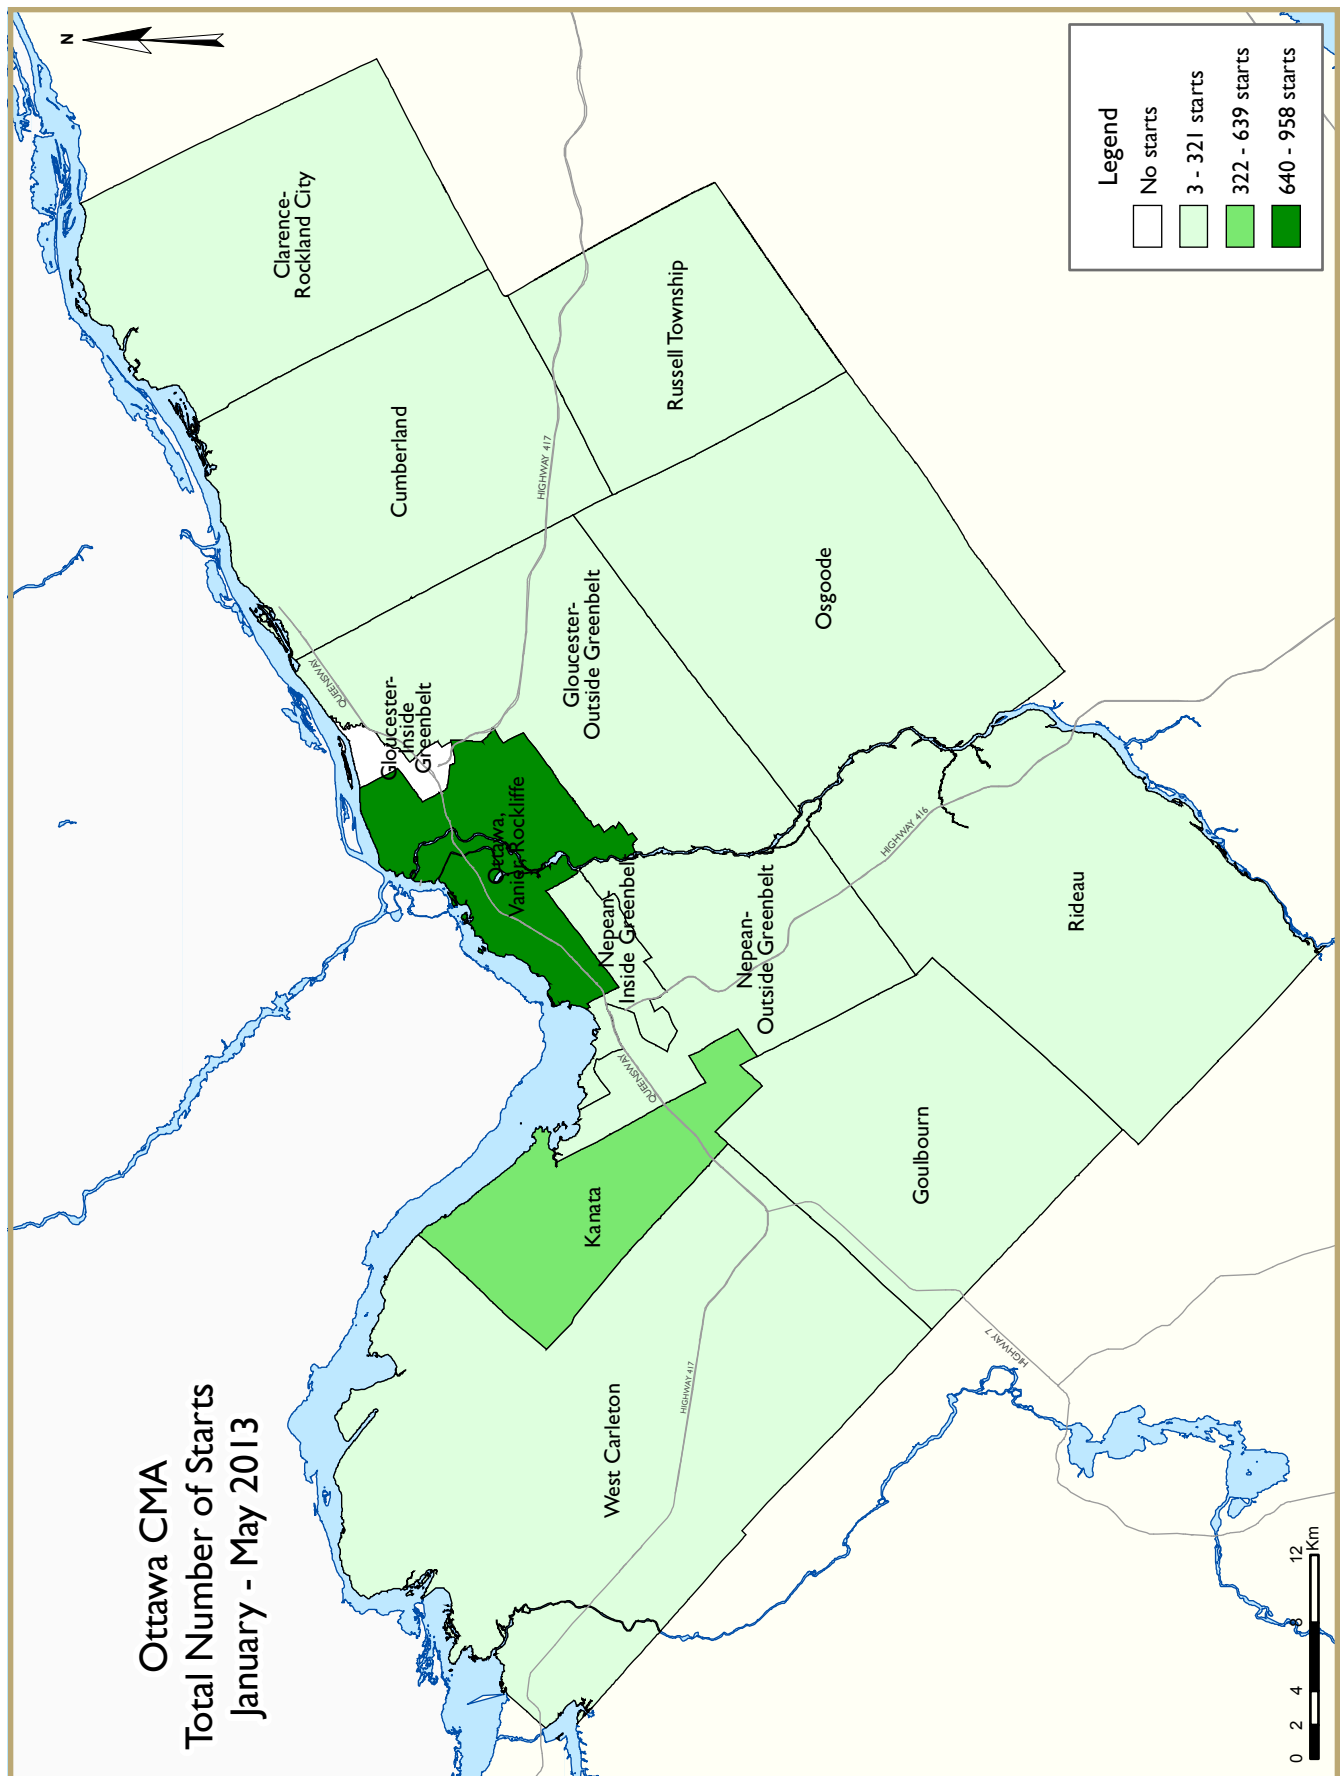 Ottawa CMA
Total Number of Starts
January - May 2013
N
Clarence-
Rockland City
Cumberland
Russell Township
HIGHWAY 417
QUEENSWAY
Gloucester-
Inside
Greenbelt
Gloucester-
Outside Greenbelt
Osgoode
Ottawa,
Vanier, Rockliffe
Nepean-
Inside Greenbelt
Nepean-
Outside Greenbelt
HIGHWAY 416
Rideau
QUEENSWAY
Kanata
Goulbourn
West Carleton
HIGHWAY 417
HIGHWAY 7
Legend
No starts
3 - 321 starts
322 - 639 starts
640 - 958 starts
0 2 4 8 12
Km